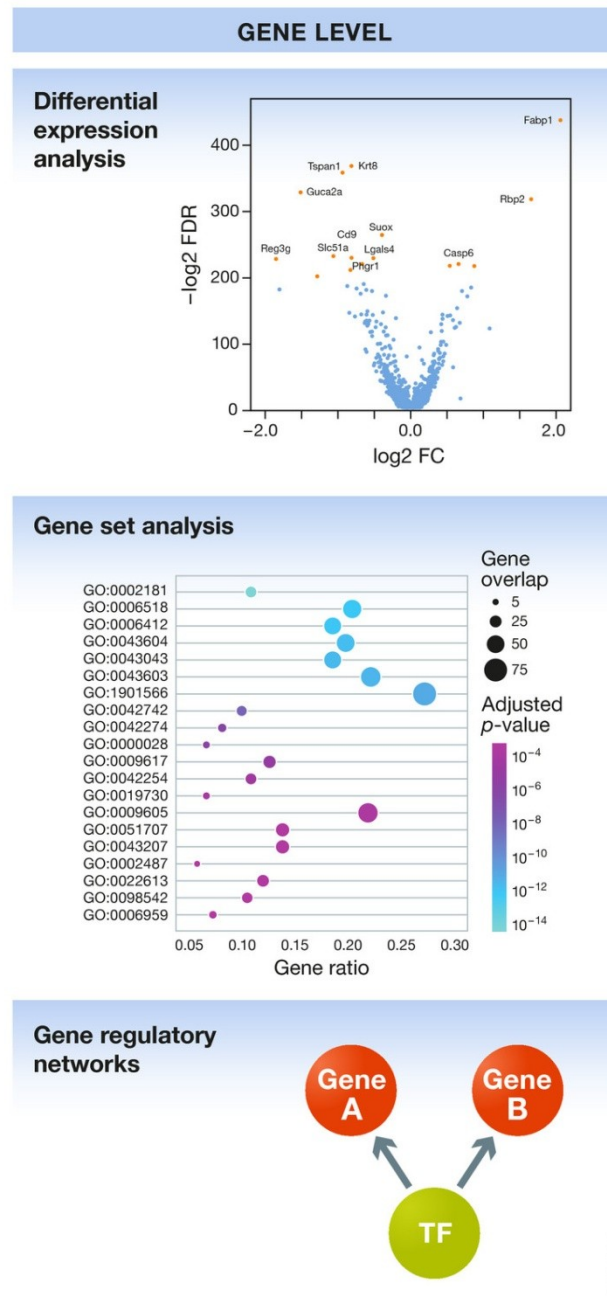 GENE LEVEL
Differential
expression
analysis
−log2 FDR
400
300
200
100
0
Fabp1
Tspan1
Krt8
Guca2a
Rbp2
Suox
Cd9
Reg3g
Slc51a
Lgals4
Casp6
Phgr1
−2.0
0.0
2.0
log2 FC
Gene set analysis
GO:0002181
GO:0006518
GO:0006412
GO:0043604
GO:0043043
GO:0043603
GO:1901566
GO:0042742
GO:0042274
GO:0000028
GO:0009617
GO:0042254
GO:0019730
GO:0009605
GO:0051707
GO:0043207
GO:0002487
GO:0022613
GO:0098542
GO:0006959
0.05 0.10 0.15 0.20 0.25 0.30
Gene ratio
Gene
overlap
5
25
50
75
Adjusted
p-value
10⁻⁴
10⁻⁶
10⁻⁸
10⁻¹⁰
10⁻¹²
10⁻¹⁴
Gene regulatory
networks
Gene
A
Gene
B
TF